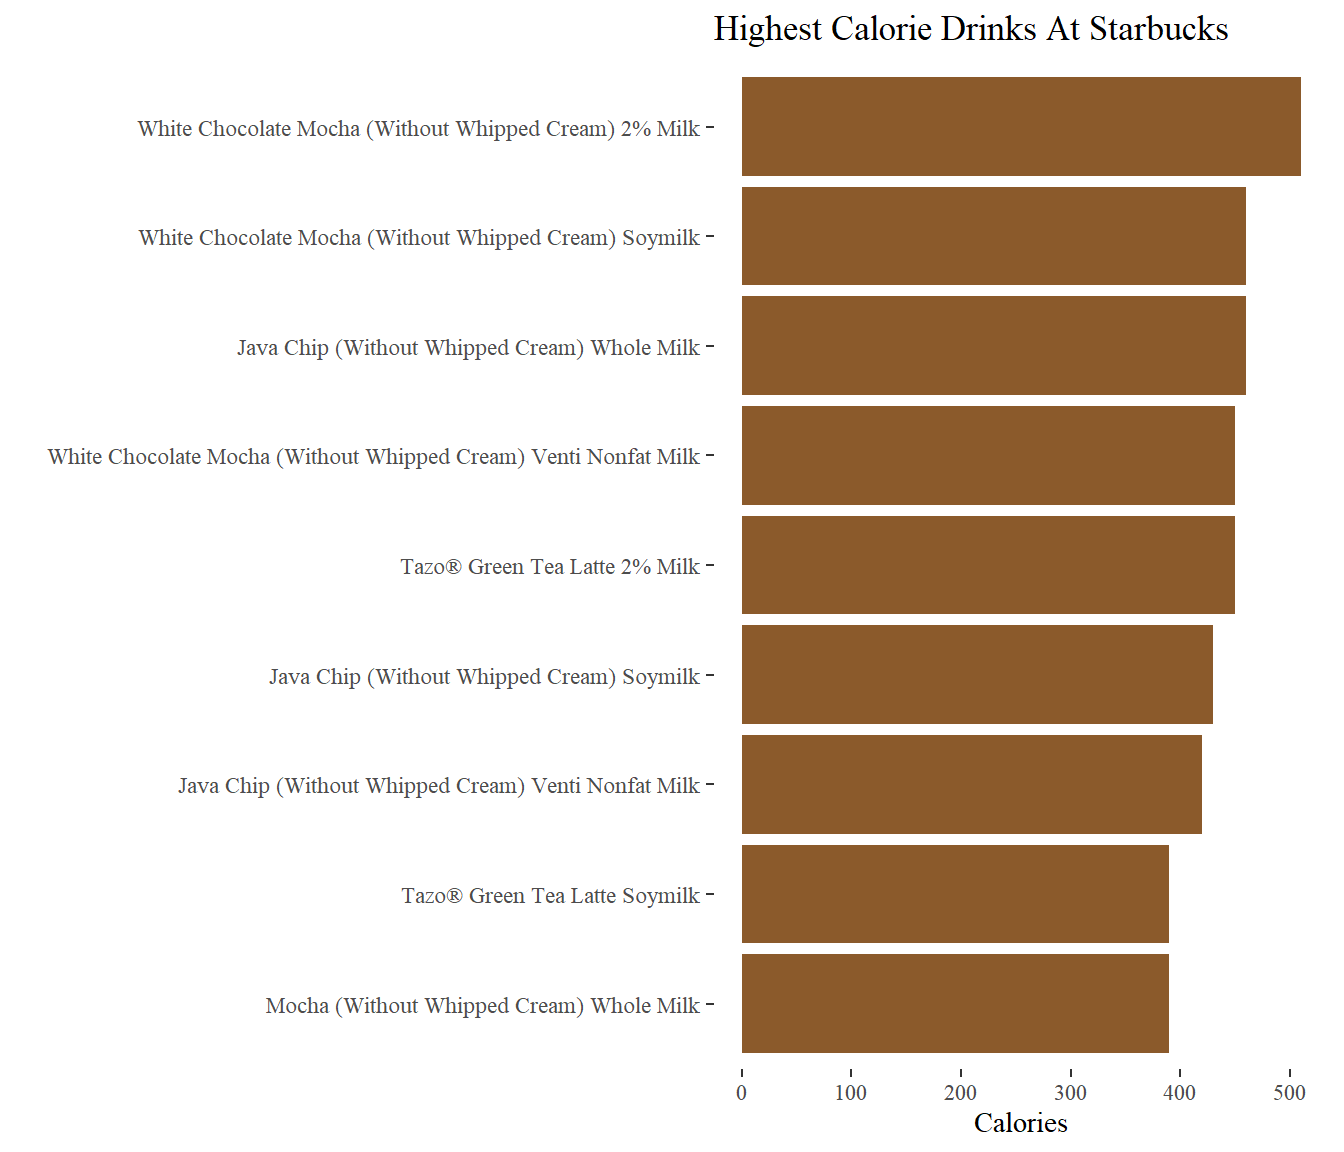 Highest Calorie Drinks At Starbucks
White Chocolate Mocha (Without Whipped Cream) 2% Milk
White Chocolate Mocha (Without Whipped Cream) Soymilk
Java Chip (Without Whipped Cream) Whole Milk
White Chocolate Mocha (Without Whipped Cream) Venti Nonfat Milk
Tazo® Green Tea Latte 2% Milk
Java Chip (Without Whipped Cream) Soymilk
Java Chip (Without Whipped Cream) Venti Nonfat Milk
Tazo® Green Tea Latte Soymilk
Mocha (Without Whipped Cream) Whole Milk
0 100 200 300 400 500
Calories